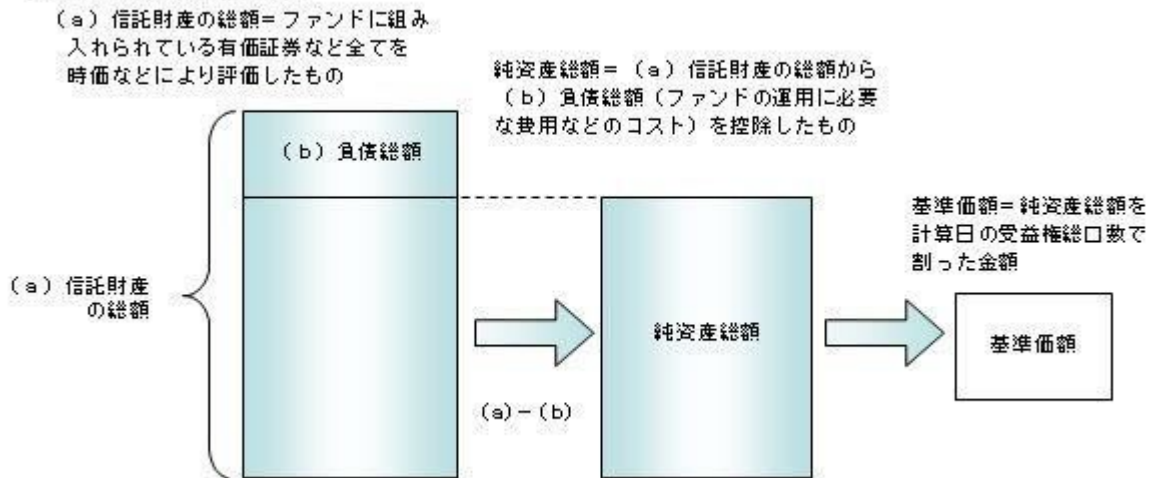 (a)信託財産の総額=ファンドに組み
入れられている有価証券など全てを
時価などにより評価したもの
純資産総額=(a)信託財産の総額から
(b)負債総額(ファンドの運用に必要
な費用などのコスト)を控除したもの
(b)負債総額
基準価額=純資産総額を
計算日の受益権総口数で
割った金額
(a)信託財産
の総額
純資産総額
基準価額
(a)-(b)